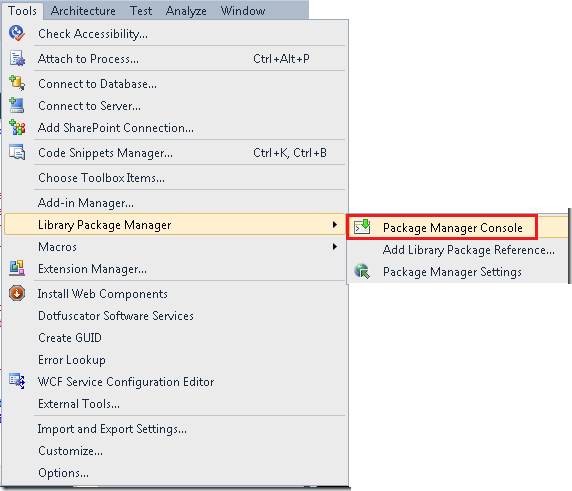 Tools Architecture Test Analyze Window
Check Accessibility...
Attach to Process... Ctrl+Alt+P
Connect to Database...
Connect to Server...
Add SharePoint Connection...
Code Snippets Manager... Ctrl+K, Ctrl+B
Choose Toolbox Items...
Add-in Manager...
Library Package Manager Package Manager Console
Macros Add Library Package Reference...
Extension Manager... Package Manager Settings
Install Web Components
Dotfuscator Software Services
Create GUID
Error Lookup
WCF Service Configuration Editor
External Tools...
Import and Export Settings...
Customize...
Options...